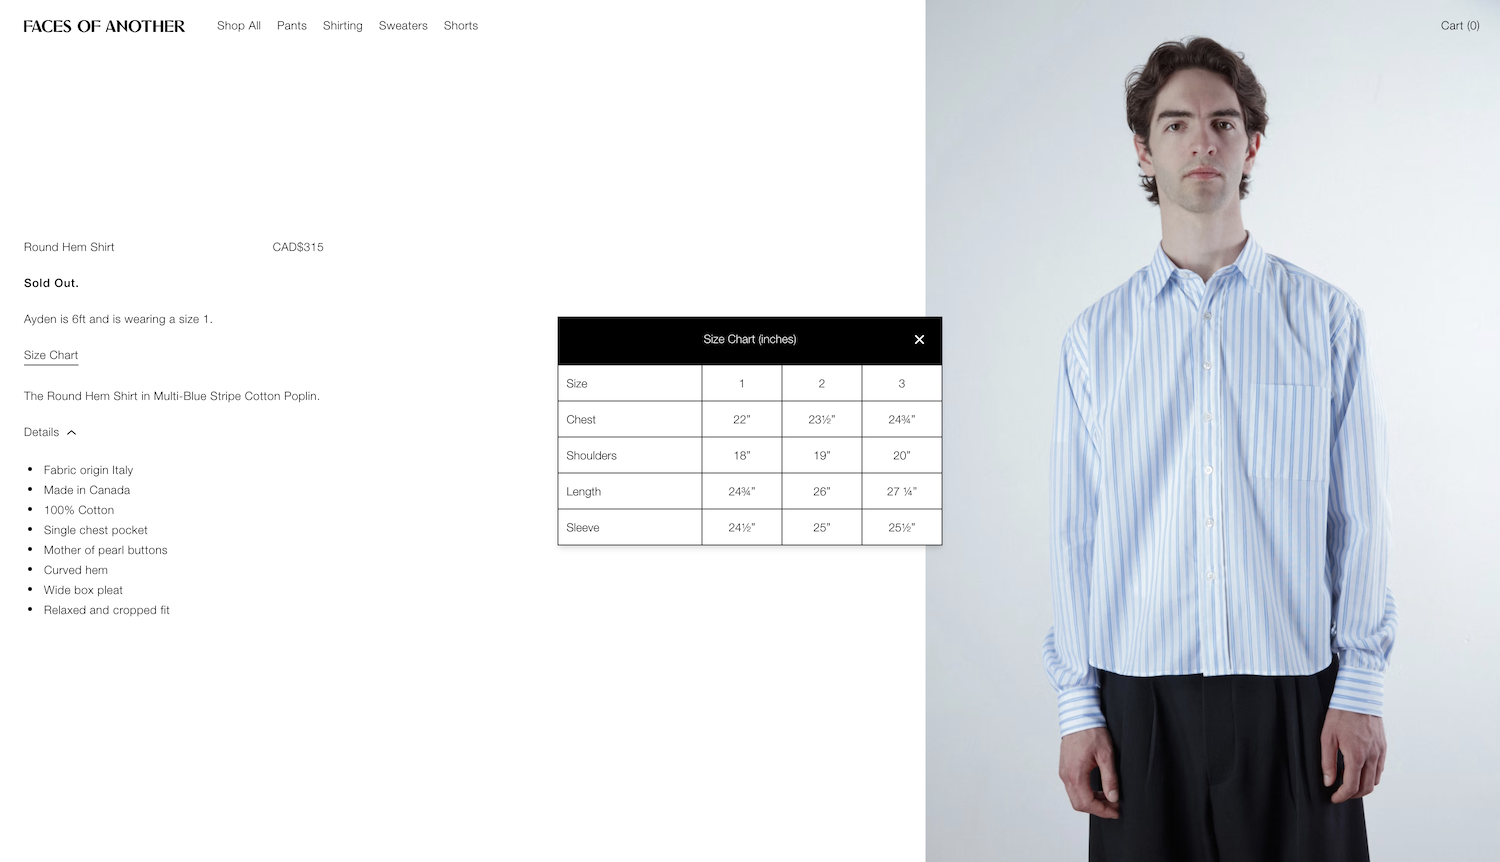 FACES OF ANOTHER Shop All Pants Shirting Sweaters Shorts Cart (0)
Round Hem Shirt CAD$315
Sold Out.
Ayden is 6ft and is wearing a size 1.
Size Chart
The Round Hem Shirt in Multi-Blue Stripe Cotton Poplin.
Details
• Fabric origin Italy
• Made in Canada
• 100% Cotton
• Single chest pocket
• Mother of pearl buttons
• Curved hem
• Wide box pleat
• Relaxed and cropped fit
Size Chart (inches)
Size 1 2 3
Chest 22” 23½” 24¾”
Shoulders 18” 19” 20”
Length 24¾” 26” 27 ¼”
Sleeve 24½” 25” 25½”